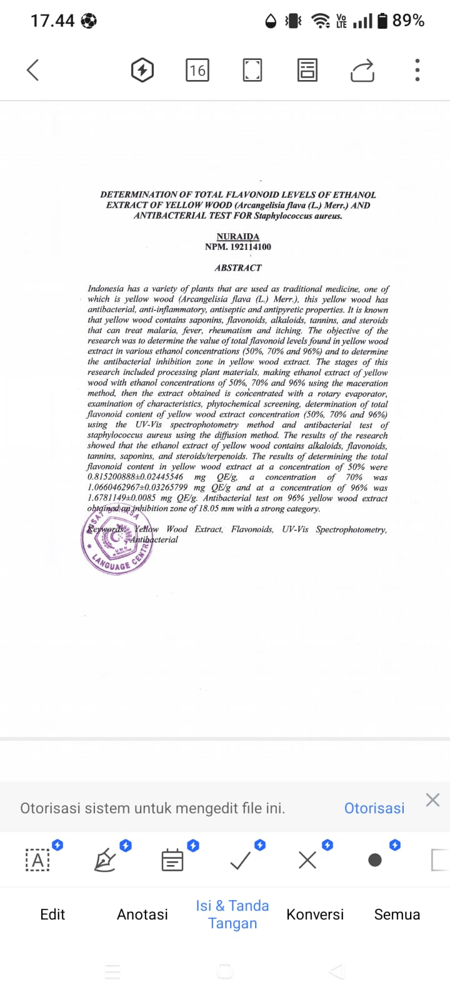 17.44
Vo
LTE
89%
16
DETERMINATION OF TOTAL FLAVONOID LEVELS OF ETHANOL
EXTRACT OF YELLOW WOOD (Arcangelisia flava (L.) Merr.) AND
ANTIBACTERIAL TEST FOR Staphylococcus aureus.
NURAIDA
NPM. 192114100
ABSTRACT
Indonesia has a variety of plants that are used as traditional medicine, one of
which is yellow wood (Arcangelisia flava (L.) Merr.), this yellow wood has
antibacterial, anti-inflammatory, antiseptic and antipyretic properties. It is known
that yellow wood contains saponins, flavonoids, alkaloids, tannins, and steroids
that can treat malaria, fever, rheumatism and itching. The objective of the
research was to determine the value of total flavonoid levels found in yellow wood
extract in various ethanol concentrations (50%, 70% and 96%) and to determine
the antibacterial inhibition zone in yellow wood extract. The stages of this
research included processing plant materials, making ethanol extract of yellow
wood with ethanol concentrations of 50%, 70% and 96% using the maceration
method, then the extract obtained is concentrated with a rotary evaporator,
examination of characteristics, phytochemical screening, determination of total
flavonoid content of yellow wood extract concentration (50%, 70% and 96%)
using the UV-Vis spectrophotometry method and antibacterial test of
staphylococcus aureus using the diffusion method. The results of the research
showed that the ethanol extract of yellow wood contains alkaloids, flavonoids,
tannins, saponins, and steroids/terpenoids. The results of determining the total
flavonoid content in yellow wood extract at a concentration of 50% were
0.815200888±0.02445546 mg QE/g, a concentration of 70% was
1.0660462967±0.03265799 mg QE/g and at a concentration of 96% was
1.6781149±0.0085 mg QE/g. Antibacterial test on 96% yellow wood extract
obtained an inhibition zone of 18.05 mm with a strong category.
Keywords: Yellow Wood Extract, Flavonoids, UV-Vis Spectrophotometry,
Antibacterial
PUSAT BAHASA
UMN
LANGUAGE CENTRE
Otorisasi sistem untuk mengedit file ini.
Otorisasi
A
Edit
Anotasi
Isi & Tanda
Tangan
Konversi
Semua